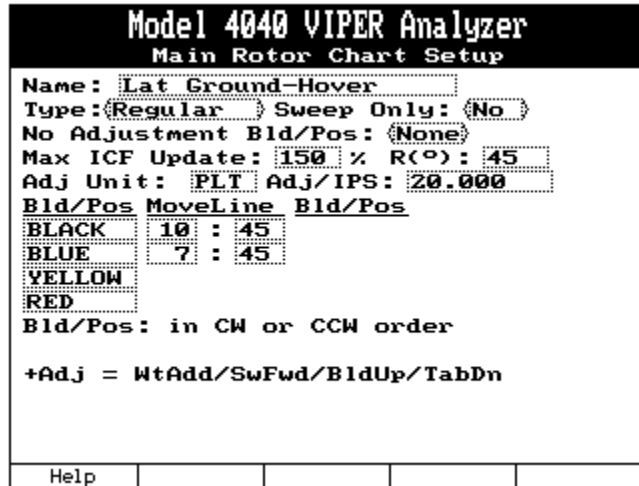 Model 4040 VIPER Analyzer
Main Rotor Chart Setup
Name: Lat Ground-Hover
Type:(Regular ) Sweep Only: (No )
No Adjustment Bld/Pos: (None)
Max ICF Update: 150 % R(º): 45
Adj Unit: PLT Adj/IPS: 20.000
Bld/Pos MoveLine Bld/Pos
BLACK 10 : 45
BLUE 7 : 45
YELLOW
RED
Bld/Pos: in CW or CCW order
+Adj = WtAdd/SwFwd/BldUp/TabDn
Help